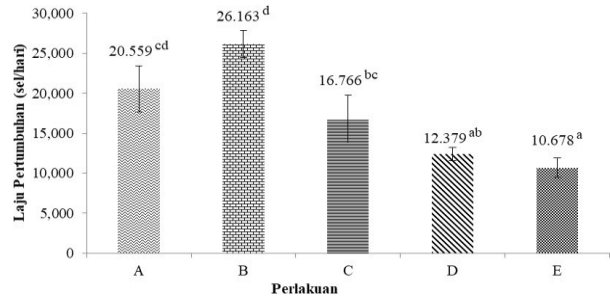 Laju Pertumbuhan (sel/hari)
30,000
25,000
20,000
15,000
10,000
5,000
0
20.559 cd
26.163 d
16.766 bc
12.379 ab
10.678 a
A B C D E
Perlakuan